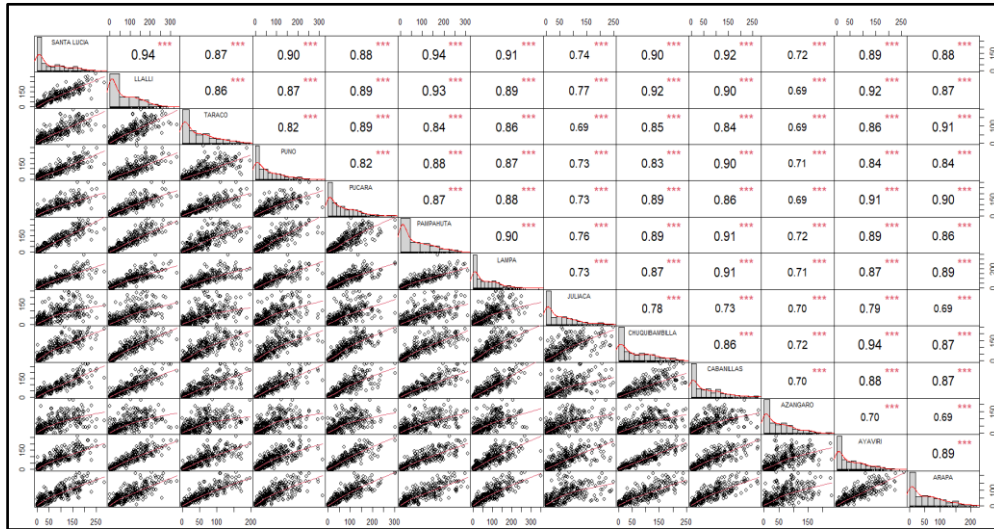 0 100 200 300 0 100 200 300 0 100 200 300 0 50 150 250 0 50 150 250 0 50 150 250
SANTA LUCIA 0.94 *** 0.87 *** 0.90 *** 0.88 *** 0.94 *** 0.91 *** 0.74 *** 0.90 *** 0.92 *** 0.72 *** 0.89 *** 0.88 *** 0 150
0 150 LLALLI 0.86 *** 0.87 *** 0.89 *** 0.93 *** 0.89 *** 0.77 *** 0.92 *** 0.90 *** 0.69 *** 0.92 *** 0.87 ***
TARACO 0.82 *** 0.89 *** 0.84 *** 0.86 *** 0.69 *** 0.85 *** 0.84 *** 0.69 *** 0.86 *** 0.91 *** 0 100
0 150 PUNO 0.82 *** 0.88 *** 0.87 *** 0.73 *** 0.83 *** 0.90 *** 0.71 *** 0.84 *** 0.84 ***
PUCARA 0.87 *** 0.88 *** 0.73 *** 0.89 *** 0.86 *** 0.69 *** 0.91 *** 0.90 ***
0 150 PAMPAHUTA 0.90 *** 0.76 *** 0.89 *** 0.91 *** 0.72 *** 0.89 *** 0.86 ***
LAMPA 0.73 *** 0.87 *** 0.91 *** 0.71 *** 0.87 *** 0.89 *** 0 200
0 150 JULIACA 0.78 *** 0.73 *** 0.70 *** 0.79 *** 0.69 ***
CHUQUIBAMBILLA 0.86 *** 0.72 *** 0.94 *** 0.87 ***
0 150 CABANILLAS 0.70 *** 0.88 *** 0.87 ***
AZANGARO 0.70 *** 0.69 *** 0 150
0 150 AYAVIRI 0.89 ***
ARAPA 0 100
0 100 250 0 100 200 0 100 200 300 0 100 200 300 0 50 150 250 0 50 150 0 100 200